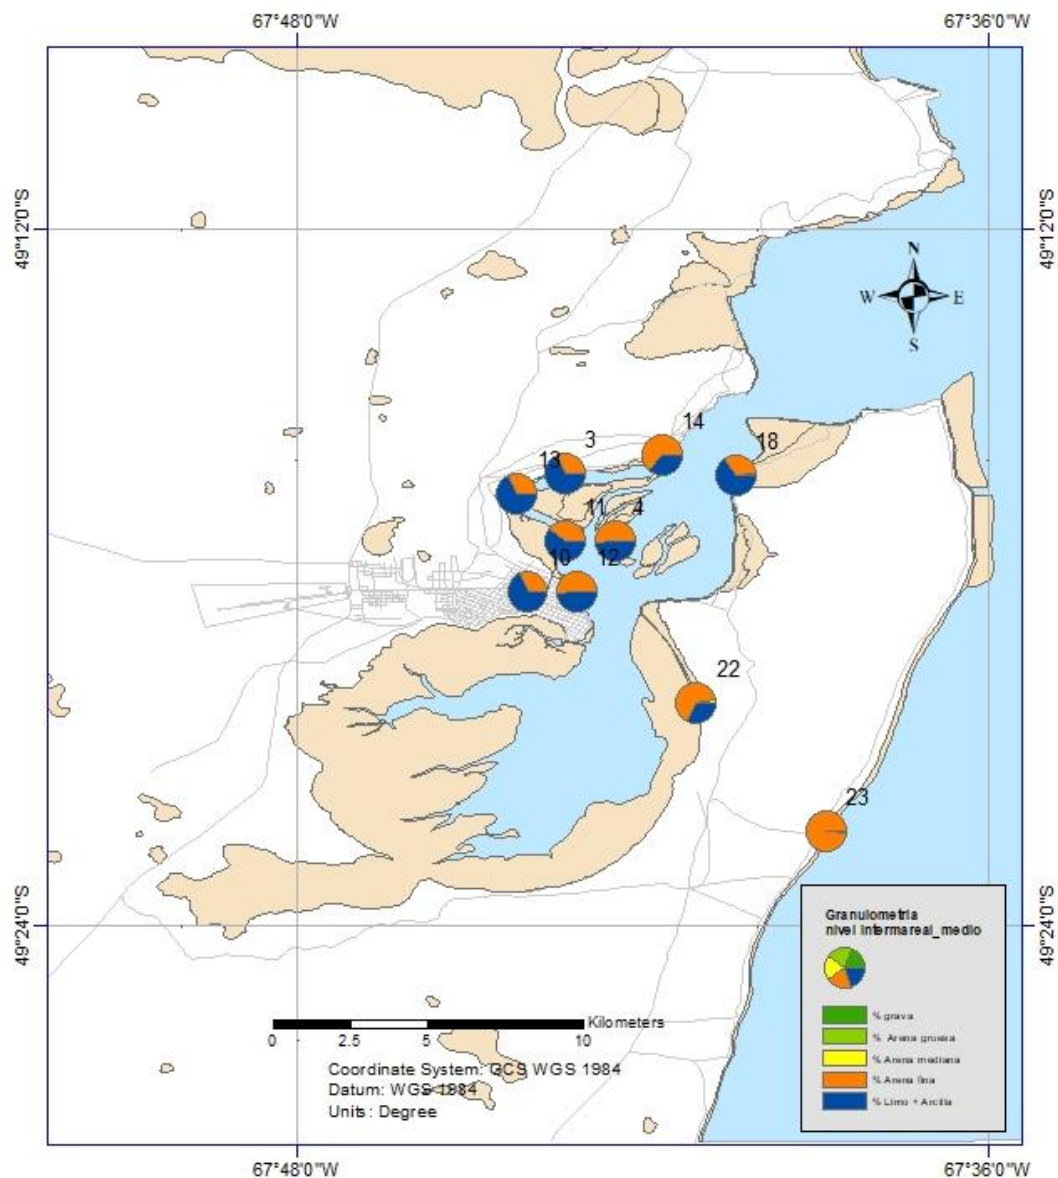 67°48'0"W
67°36'0"W
49°12'0"S
49°12'0"S
N
W
E
S
14
3
18
13
11
4
10
12
22
23
49°24'0"S
49°24'0"S
Granulometria
nivel intermareal_medio
% grava
% Arena gruesa
% Arena mediana
% Arena fina
% Limo + Arcilla
Kilometers
0
2.5
5
10
Coordinate System: GCS WGS 1984
Datum: WGS 1984
Units: Degree
67°48'0"W
67°36'0"W